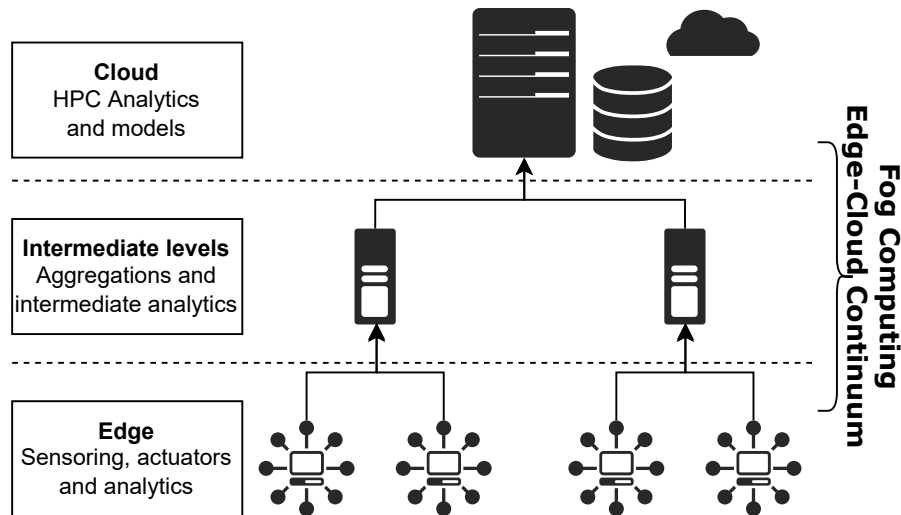 Cloud
HPC Analytics
and models
Intermediate levels
Aggregations and
intermediate analytics
Edge
Sensoring, actuators
and analytics
Fog Computing
Edge-Cloud Continuum